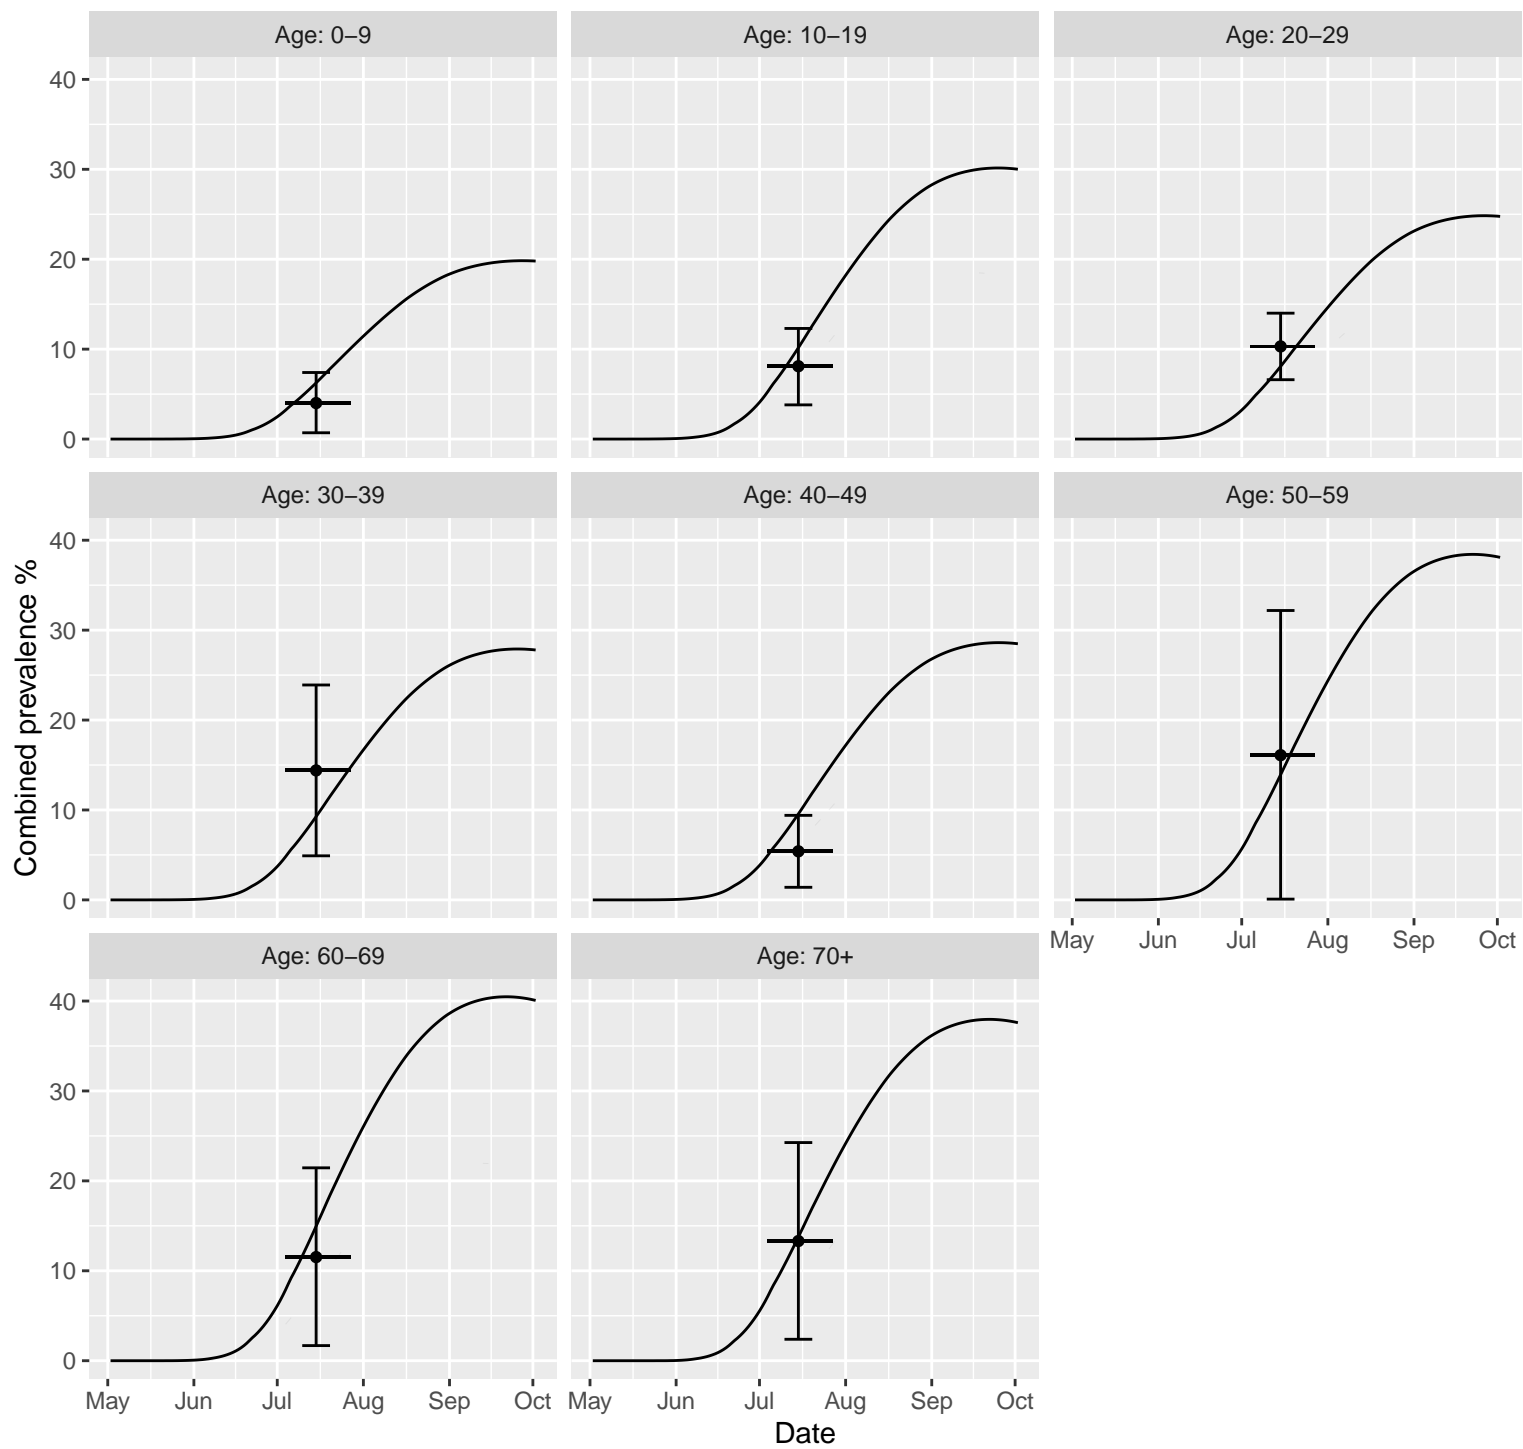 Age: 0–9
Age: 10–19
Age: 20–29
40
30
20
10
0
Age: 30–39
Age: 40–49
Age: 50–59
40
30
20
10
0
May Jun Jul Aug Sep Oct
Age: 60–69
Age: 70+
40
30
20
10
0
May Jun Jul Aug Sep Oct
May Jun Jul Aug Sep Oct
Combined prevalence %
Date